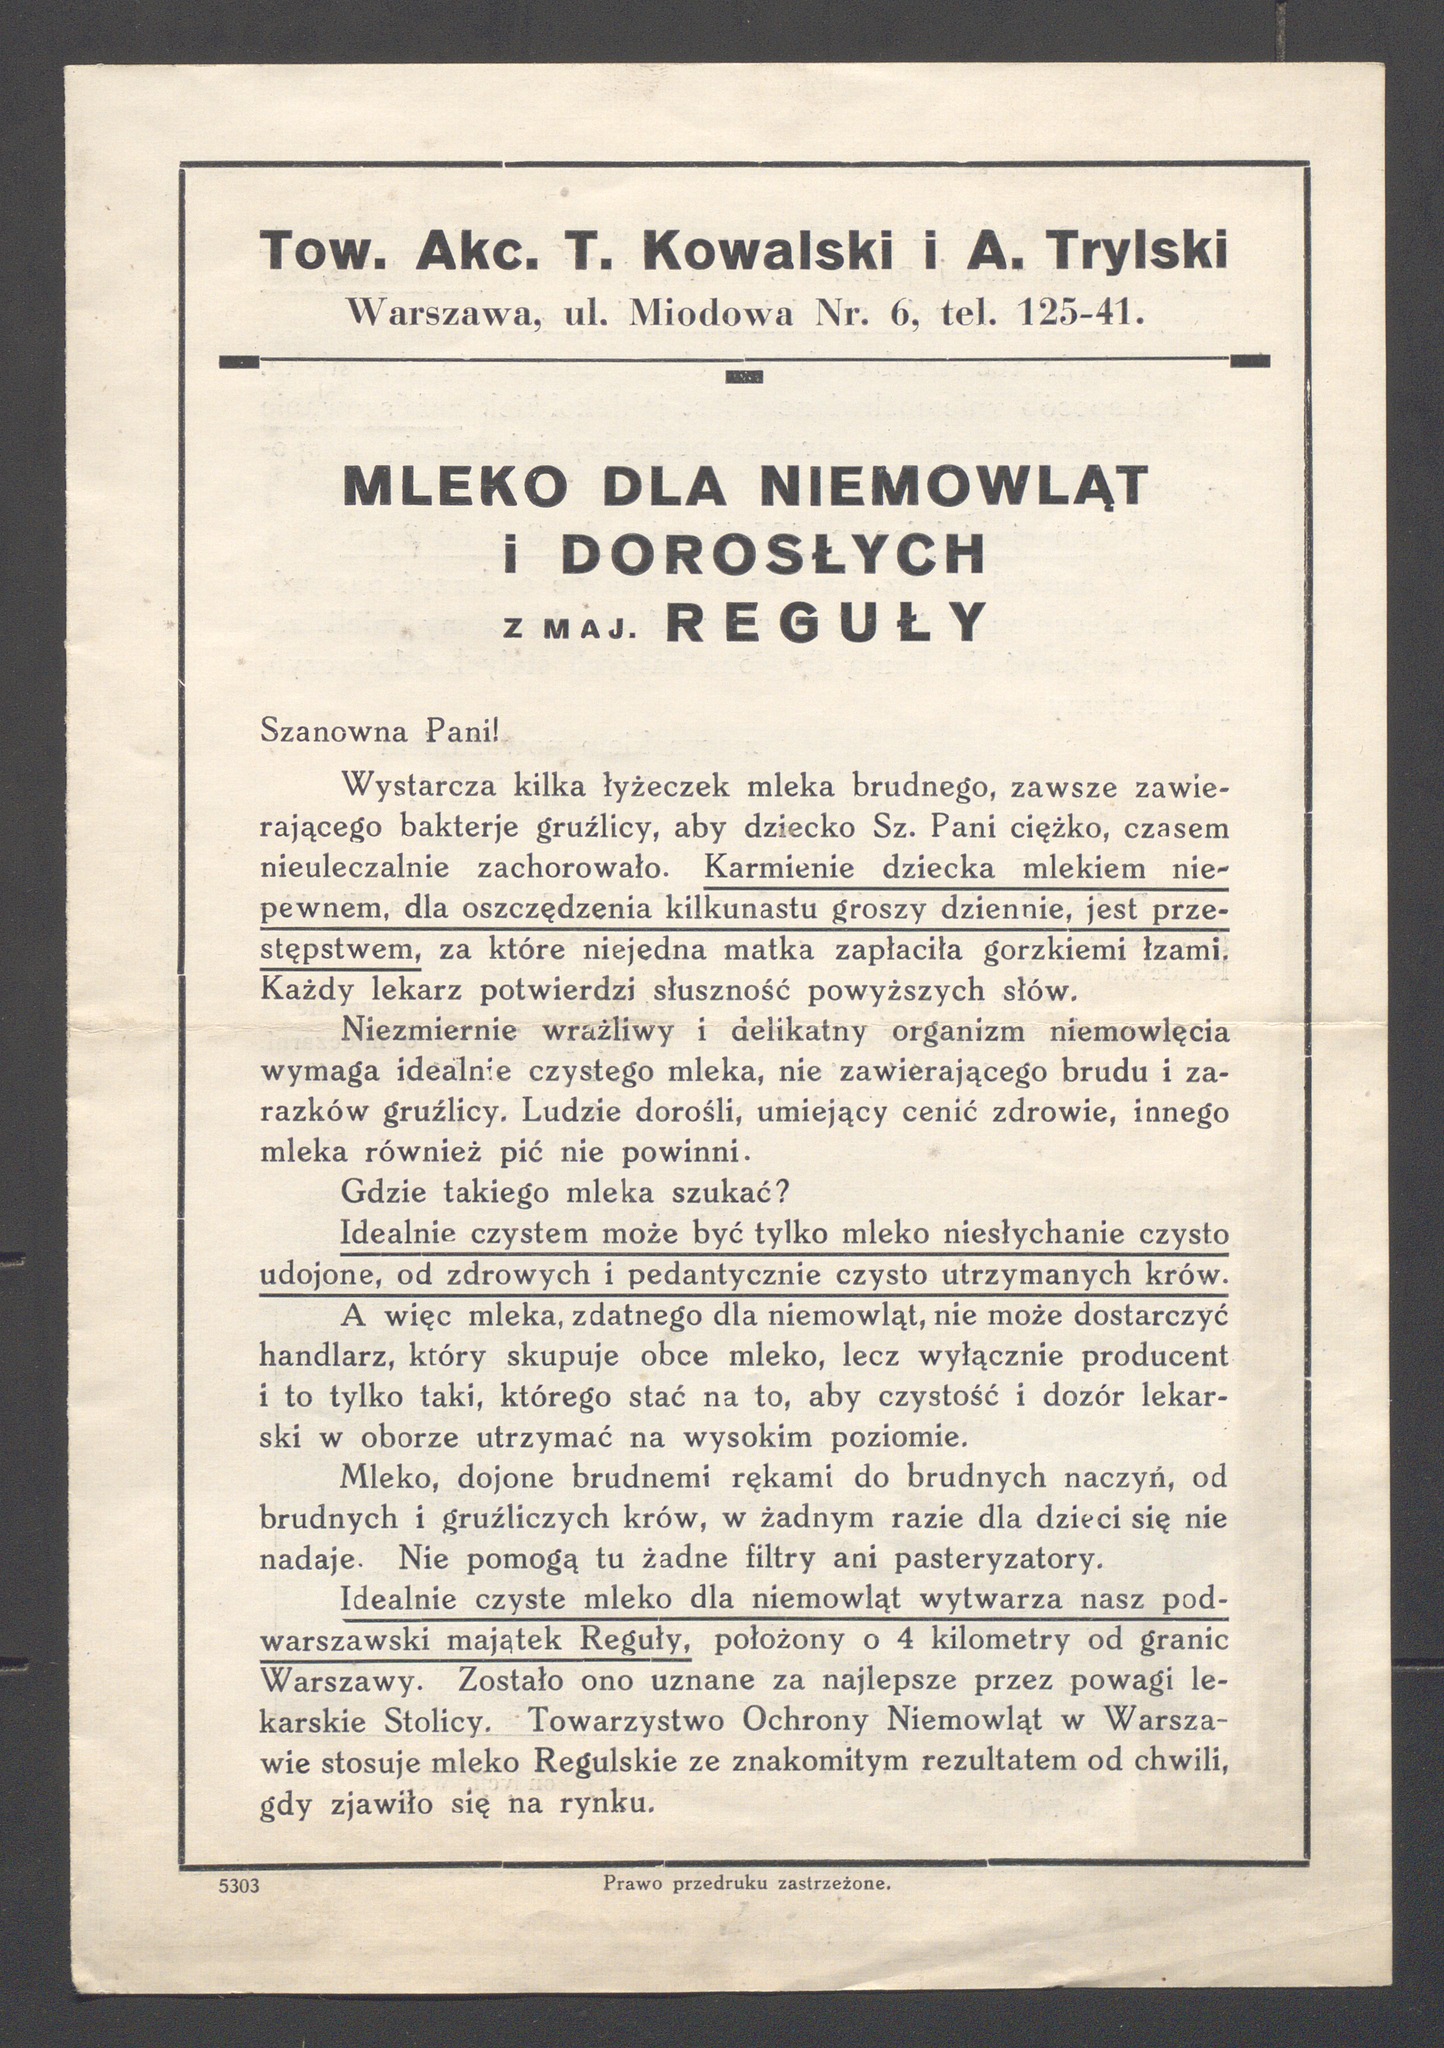 Tow. Akc. T. Kowalski i A. Trylski
Warszawa, ul. Miodowa Nr. 6, tel. 125-41.
MLEKO DLA NIEMOWLĄT
i DOROSŁYCH
Z MAJ. REGUŁY
Szanowna Pani!
Wystarcza kilka łyżeczek mleka brudnego, zawsze zawie-
rającego bakterje gruźlicy, aby dziecko Sz. Pani ciężko, czasem
nieuleczalnie zachorowało. Karmienie dziecka mlekiem nie-
pewnem, dla oszczędzenia kilkunastu groszy dziennie, jest prze-
stępstwem, za które niejedna matka zapłaciła gorzkiemi łzami.
Każdy lekarz potwierdzi słuszność powyższych słów.
Niezmiernie wrażliwy i delikatny organizm niemowlęcia
wymaga idealnie czystego mleka, nie zawierającego brudu i za-
razków gruźlicy. Ludzie dorośli, umiejący cenić zdrowie, innego
mleka również pić nie powinni.
Gdzie takiego mleka szukać?
Idealnie czystem może być tylko mleko niesłychanie czysto
udojone, od zdrowych i pedantycznie czysto utrzymanych krów.
A więc mleka, zdatnego dla niemowląt, nie może dostarczyć
handlarz, który skupuje obce mleko, lecz wyłącznie producent
i to tylko taki, którego stać na to, aby czystość i dozór lekar-
ski w oborze utrzymać na wysokim poziomie.
Mleko, dojone brudnemi rękami do brudnych naczyń, od
brudnych i gruźliczych krów, w żadnym razie dla dzieci się nie
nadaje. Nie pomogą tu żadne filtry ani pasteryzatory.
Idealnie czyste mleko dla niemowląt wytwarza nasz pod-
warszawski majątek Reguły, położony o 4 kilometry od granic
Warszawy. Zostało ono uznane za najlepsze przez powagi le-
karskie Stolicy. Towarzystwo Ochrony Niemowląt w Warsza-
wie stosuje mleko Regulskie ze znakomitym rezultatem od chwili,
gdy zjawiło się na rynku.
5303
Prawo przedruku zastrzeżone.